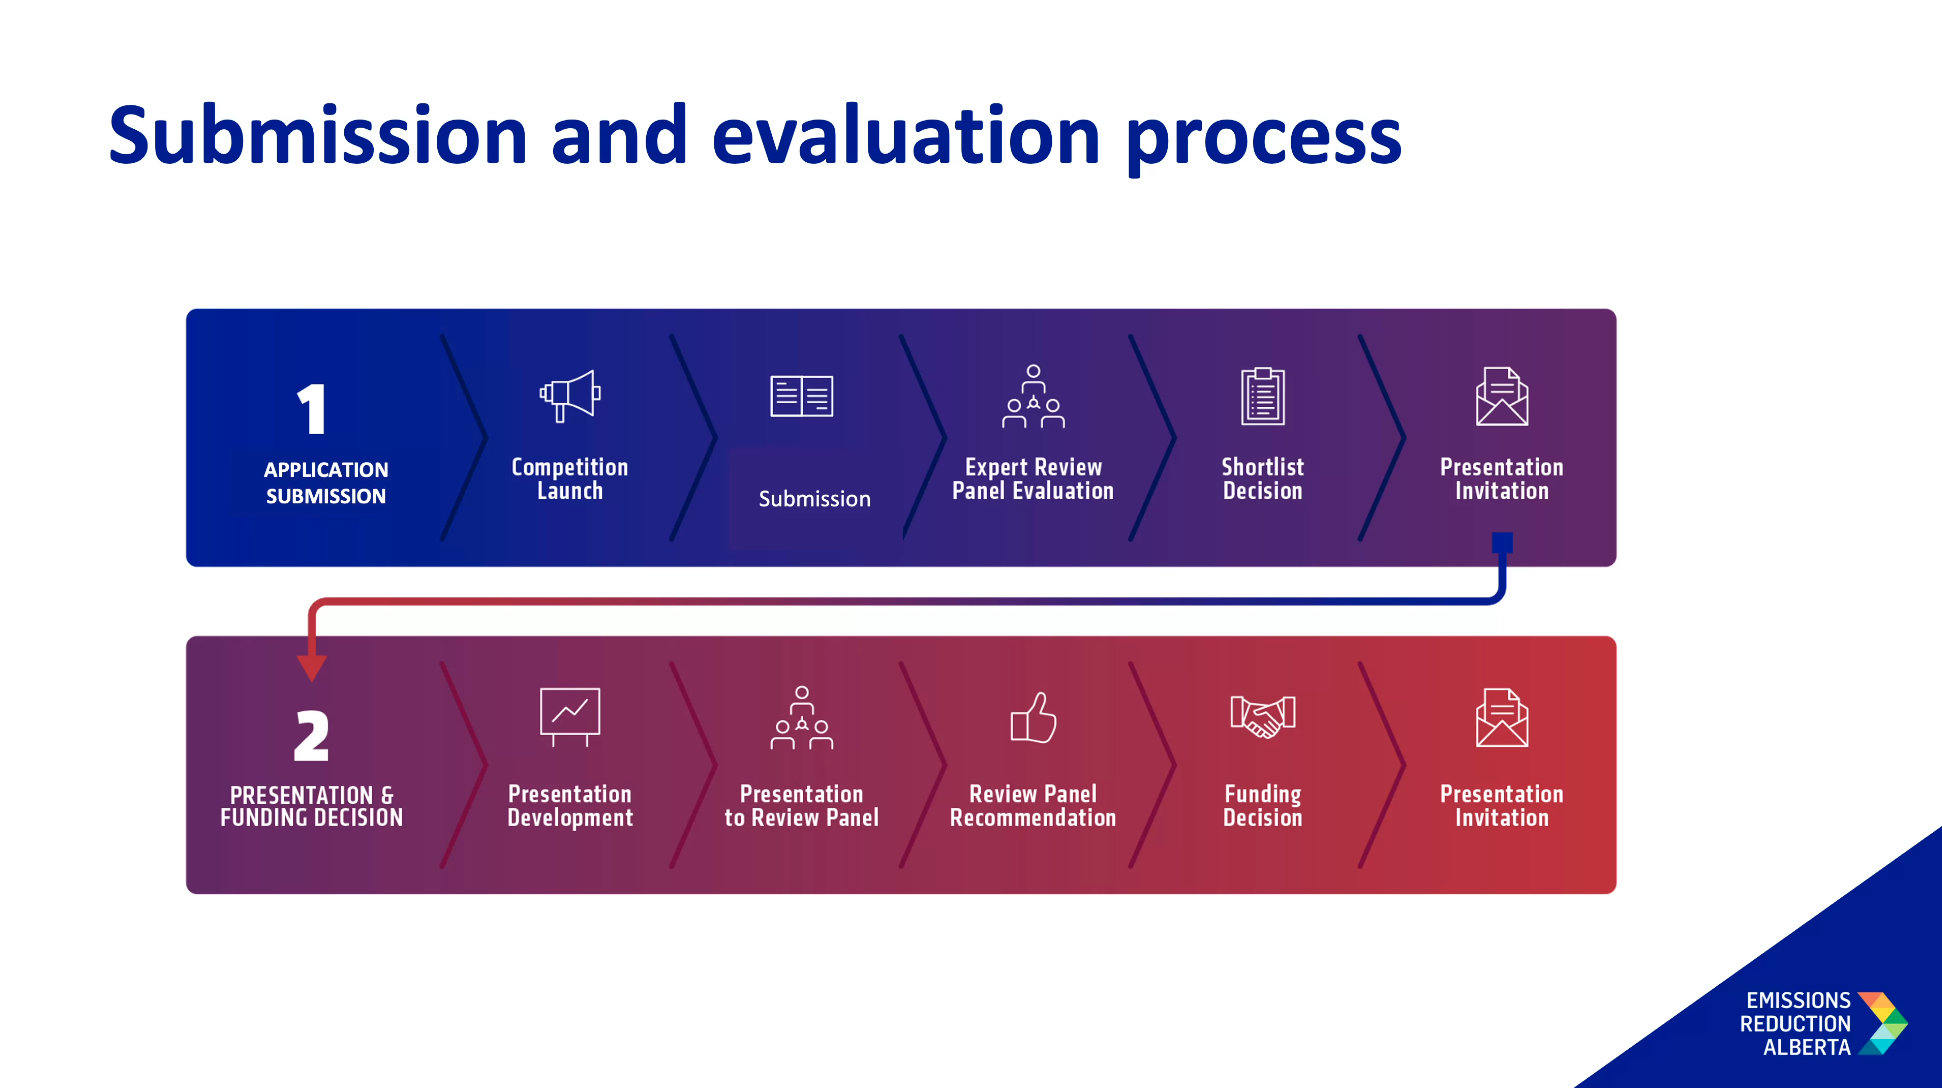 Submission and evaluation process
1
APPLICATION
SUBMISSION
Competition
Launch
Submission
Expert Review
Panel Evaluation
Shortlist
Decision
Presentation
Invitation
2
PRESENTATION &
FUNDING DECISION
Presentation
Development
Presentation
to Review Panel
Review Panel
Recommendation
Funding
Decision
Presentation
Invitation
EMISSIONS
REDUCTION
ALBERTA